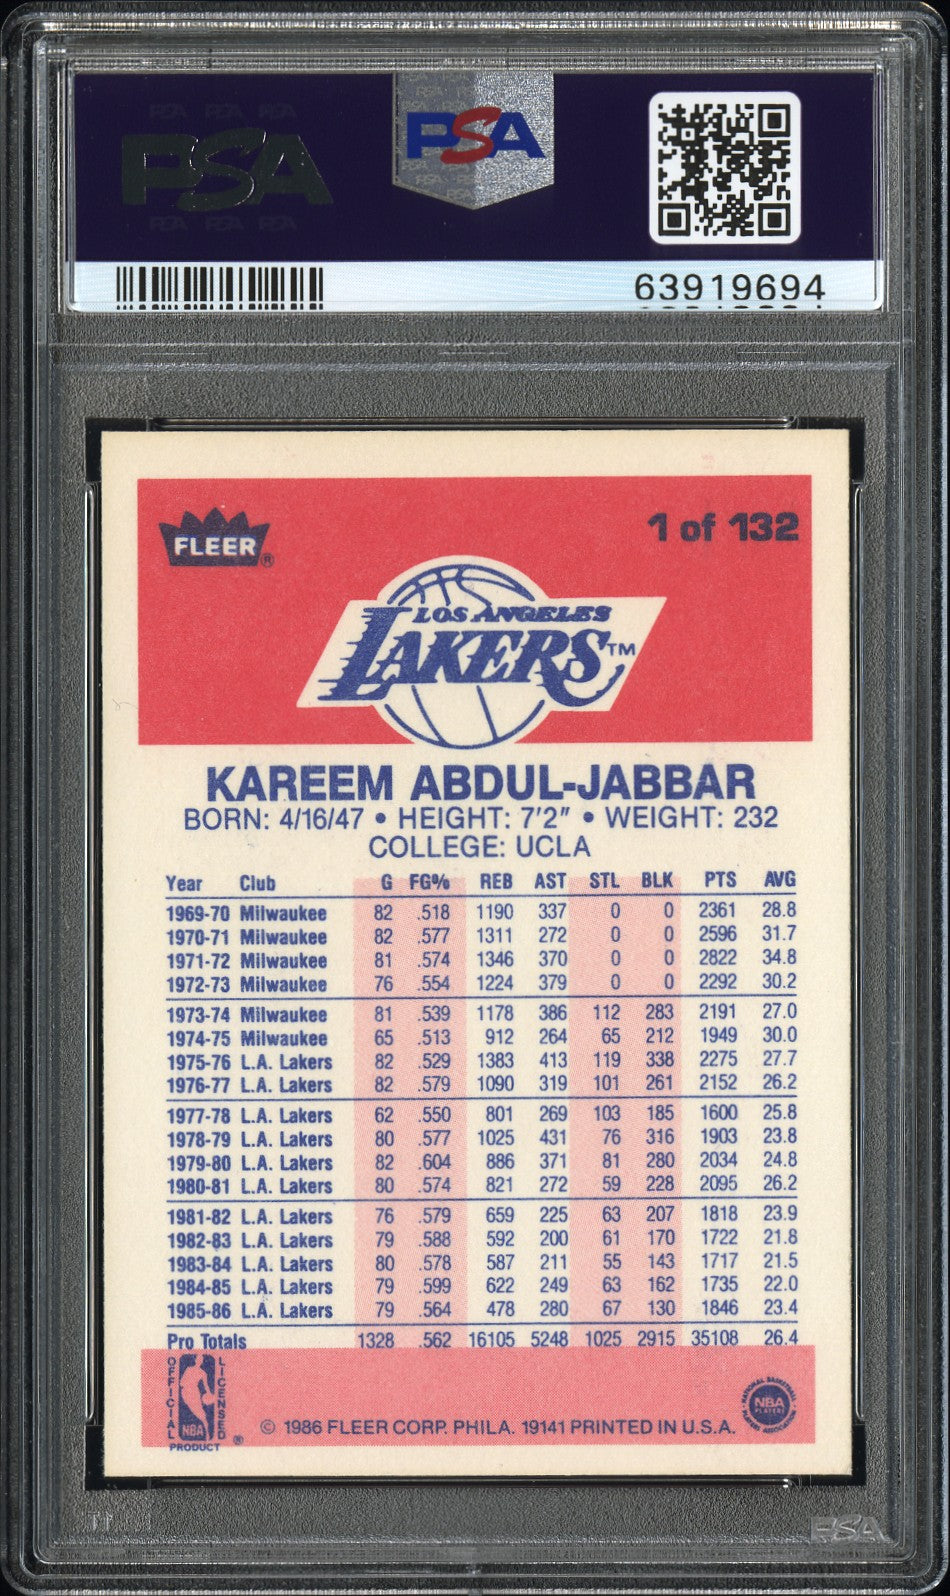 PSA PSA PSA
PSA
PSA PSA PSA
PSA
63919694
FLEER®
1 of 132
LOS ANGELES
LAKERS™
KAREEM ABDUL-JABBAR
BORN: 4/16/47 • HEIGHT: 7'2" • WEIGHT: 232
COLLEGE: UCLA
Year Club G FG% REB AST STL BLK PTS AVG
1969-70 Milwaukee 82 .518 1190 337 0 0 2361 28.8
1970-71 Milwaukee 82 .577 1311 272 0 0 2596 31.7
1971-72 Milwaukee 81 .574 1346 370 0 0 2822 34.8
1972-73 Milwaukee 76 .554 1224 379 0 0 2292 30.2
1973-74 Milwaukee 81 .539 1178 386 112 283 2191 27.0
1974-75 Milwaukee 65 .513 912 264 65 212 1949 30.0
1975-76 L.A. Lakers 82 .529 1383 413 119 338 2275 27.7
1976-77 L.A. Lakers 82 .579 1090 319 101 261 2152 26.2
1977-78 L.A. Lakers 62 .550 801 269 103 185 1600 25.8
1978-79 L.A. Lakers 80 .577 1025 431 76 316 1903 23.8
1979-80 L.A. Lakers 82 .604 886 371 81 280 2034 24.8
1980-81 L.A. Lakers 80 .574 821 272 59 228 2095 26.2
1981-82 L.A. Lakers 76 .579 659 225 63 207 1818 23.9
1982-83 L.A. Lakers 79 .588 592 200 61 170 1722 21.8
1983-84 L.A. Lakers 80 .578 587 211 55 143 1717 21.5
1984-85 L.A. Lakers 79 .599 622 249 63 162 1735 22.0
1985-86 L.A. Lakers 79 .564 478 280 67 130 1846 23.4
Pro Totals 1328 .562 16105 5248 1025 2915 35108 26.4
OFFICIAL LICENSED
NBA ®
PRODUCT
© 1986 FLEER CORP. PHILA. 19141 PRINTED IN U.S.A.
NATIONAL BASKETBALL
NBA
PLAYERS
PLAYERS ASSOCIATION
PSA